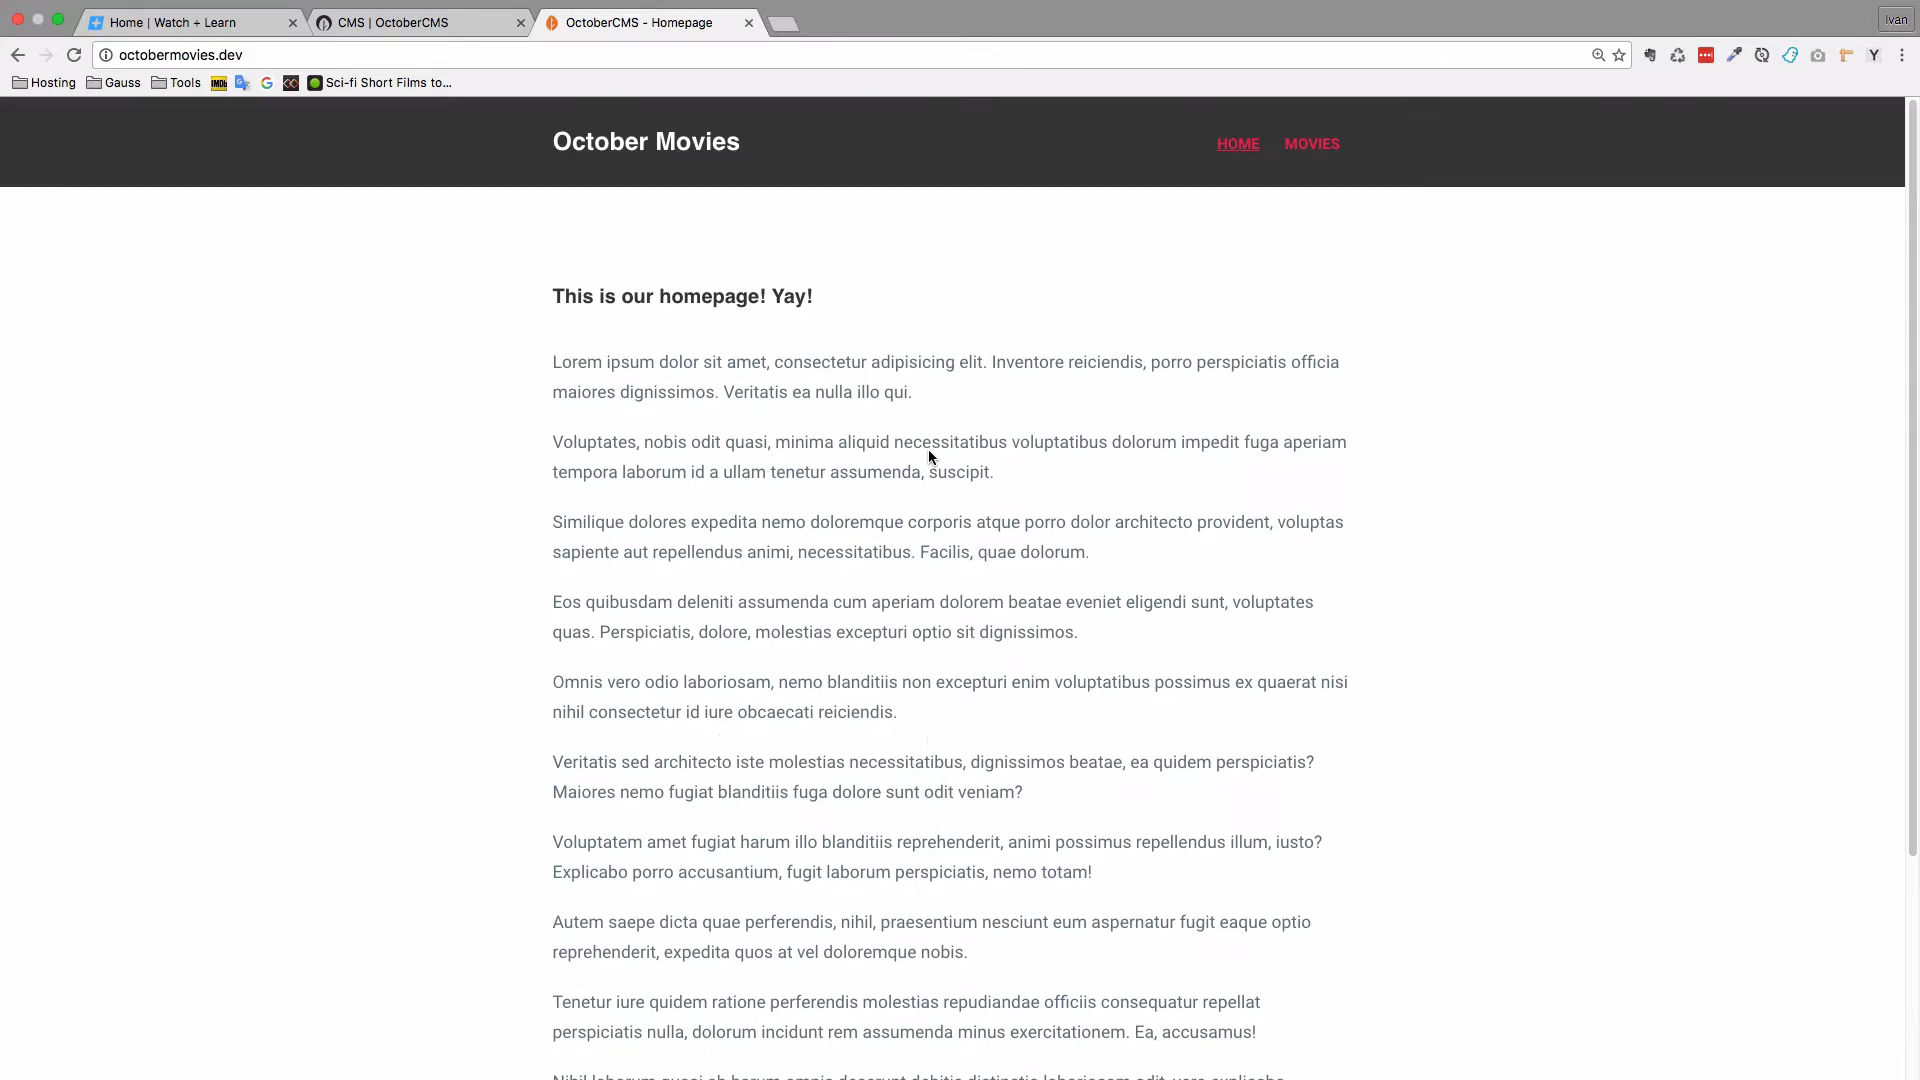 Home | Watch + Learn
CMS | OctoberCMS
OctoberCMS - Homepage
Ivan
octobermovies.dev
Hosting
Gauss
Tools
IMDb
Sci-fi Short Films to...
October Movies
HOME
MOVIES
This is our homepage! Yay!
Lorem ipsum dolor sit amet, consectetur adipisicing elit. Inventore reiciendis, porro perspiciatis officia
maiores dignissimos. Veritatis ea nulla illo qui.
Voluptates, nobis odit quasi, minima aliquid necessitatibus voluptatibus dolorum impedit fuga aperiam
tempora laborum id a ullam tenetur assumenda, suscipit.
Similique dolores expedita nemo doloremque corporis atque porro dolor architecto provident, voluptas
sapiente aut repellendus animi, necessitatibus. Facilis, quae dolorum.
Eos quibusdam deleniti assumenda cum aperiam dolorem beatae eveniet eligendi sunt, voluptates
quas. Perspiciatis, dolore, molestias excepturi optio sit dignissimos.
Omnis vero odio laboriosam, nemo blanditiis non excepturi enim voluptatibus possimus ex quaerat nisi
nihil consectetur id iure obcaecati reiciendis.
Veritatis sed architecto iste molestias necessitatibus, dignissimos beatae, ea quidem perspiciatis?
Maiores nemo fugiat blanditiis fuga dolore sunt odit veniam?
Voluptatem amet fugiat harum illo blanditiis reprehenderit, animi possimus repellendus illum, iusto?
Explicabo porro accusantium, fugit laborum perspiciatis, nemo totam!
Autem saepe dicta quae perferendis, nihil, praesentium nesciunt eum aspernatur fugit eaque optio
reprehenderit, expedita quos at vel doloremque nobis.
Tenetur iure quidem ratione perferendis molestias repudiandae officiis consequatur repellat
perspiciatis nulla, dolorum incidunt rem assumenda minus exercitationem. Ea, accusamus!